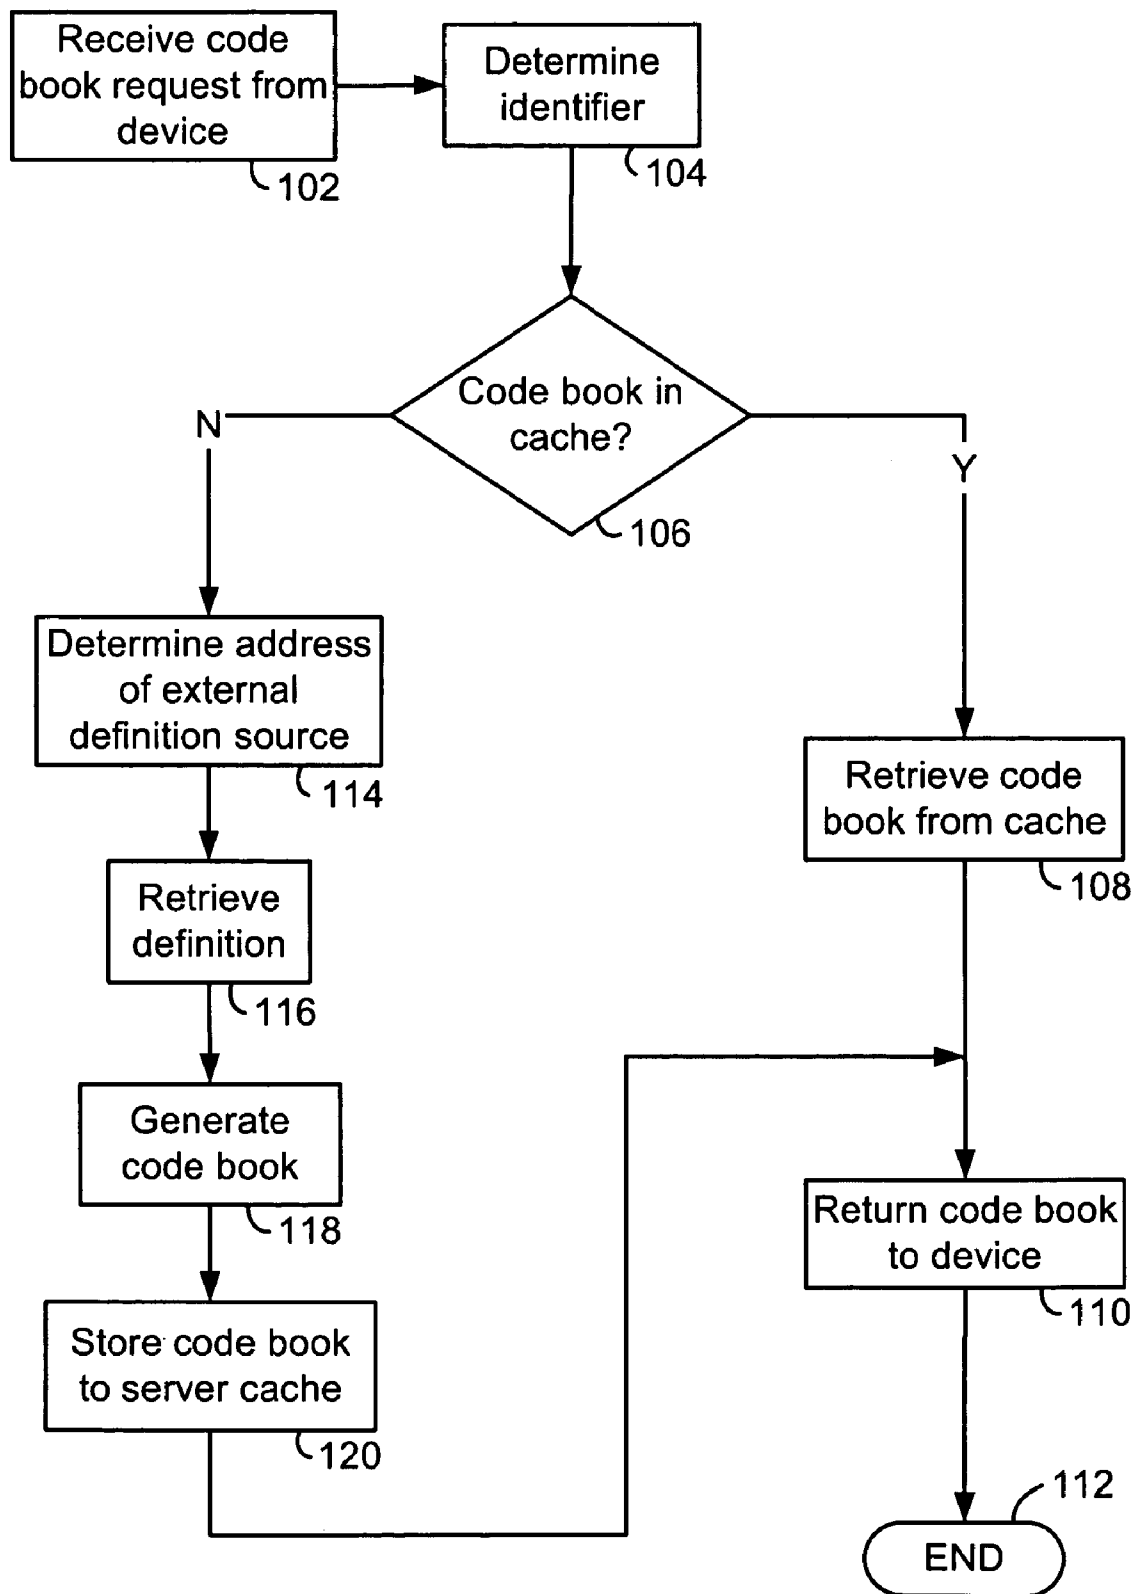 Receive code
book request from
device
102
Determine
identifier
104
Code book in
cache?
106
N
Y
Determine address
of external
definition source
114
Retrieve code
book from cache
108
Retrieve
definition
116
Generate
code book
118
Return code book
to device
110
Store code book
to server cache
120
112
END